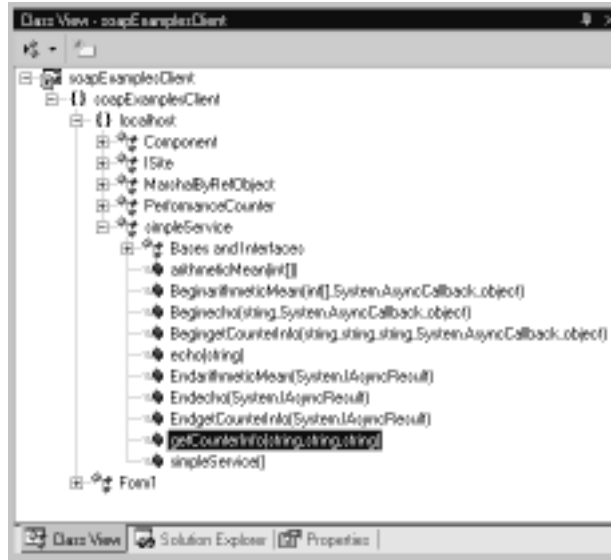 Class View - soapExamplesClient
soapExamplesClient
{} soapExamplesClient
{} localhost
Component
ISite
MarshalByRefObject
PerformanceCounter
simpleService
Bases and Interfaces
arithmeticMean(int[])
BeginarithmeticMean(int[],System.AsyncCallback,object)
Beginecho(string,System.AsyncCallback,object)
BegingetCounterInfo(string,string,string,System.AsyncCallback,object)
echo(string)
EndarithmeticMean(System.IAsyncResult)
Endecho(System.IAsyncResult)
EndgetCounterInfo(System.IAsyncResult)
getCounterInfo(string,string,string)
simpleService()
Form1
Class View Solution Explorer Properties